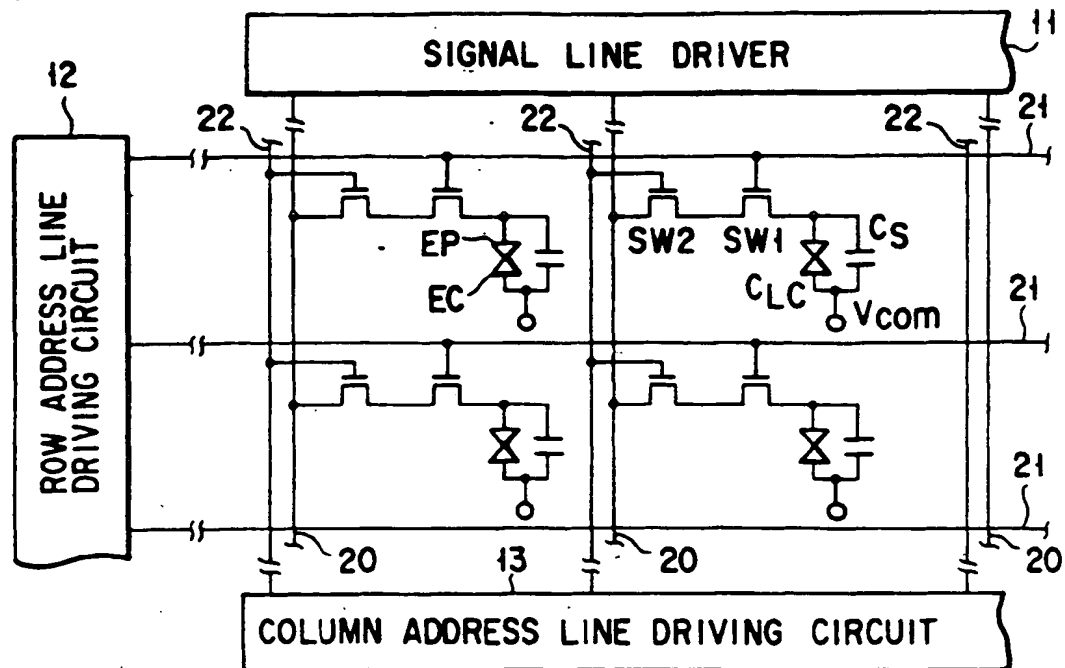 SIGNAL LINE DRIVER
11
12
22
22
22
21
ROW ADDRESS LINE
DRIVING CIRCUIT
EP
EC
SW2
SW1
CS
CLC
Vcom
21
21
20
13
20
20
COLUMN ADDRESS LINE DRIVING CIRCUIT